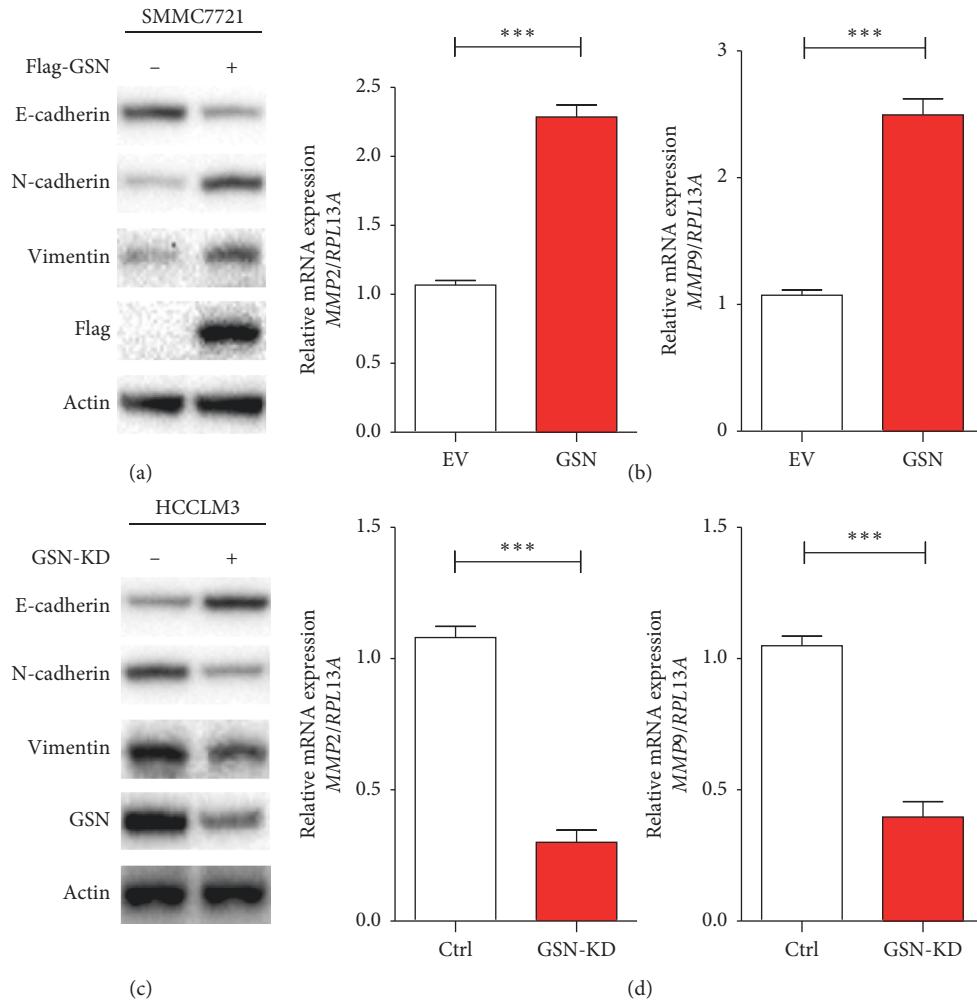 SMMC7721
Flag-GSN – +
E-cadherin
N-cadherin
Vimentin
Flag
Actin
(a)
Relative mRNA expression
MMP2/RPL13A
2.5
2.0
1.5
1.0
0.5
0.0
***
EV GSN
Relative mRNA expression
MMP9/RPL13A
3
2
1
0
***
EV GSN
(b)
HCCLM3
GSN-KD – +
E-cadherin
N-cadherin
Vimentin
GSN
Actin
(c)
Relative mRNA expression
MMP2/RPL13A
1.5
1.0
0.5
0.0
***
Ctrl GSN-KD
Relative mRNA expression
MMP9/RPL13A
1.5
1.0
0.5
0.0
***
Ctrl GSN-KD
(d)